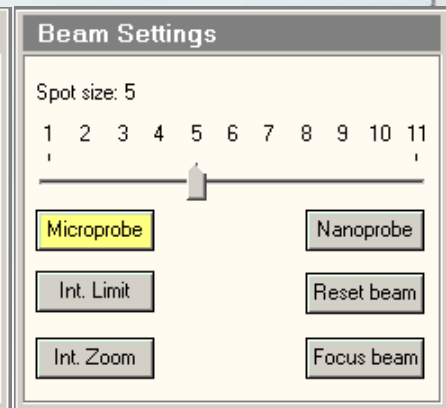 Beam Settings
Spot size: 5
1 2 3 4 5 6 7 8 9 10 11
Microprobe Nanoprobe
Int. Limit Reset beam
Int. Zoom Focus beam